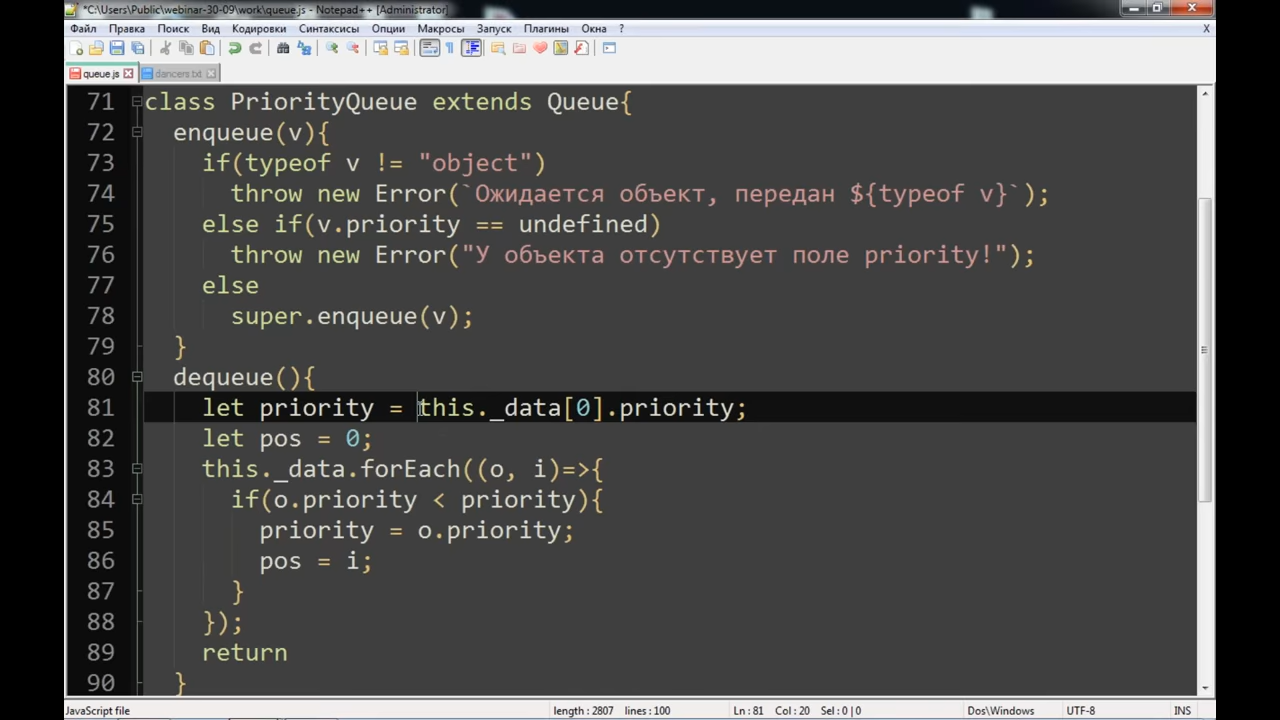 *C:\Users\Public\webinar-30-09\work\queue.js - Notepad++ [Administrator]
Файл Правка Поиск Вид Кодировки Синтаксисы Опции Макросы Запуск Плагины Окна ? X
queue.js dancers.txt
71 class PriorityQueue extends Queue{
72 enqueue(v){
73 if(typeof v != "object")
74 throw new Error(`Ожидается объект, передан ${typeof v}`);
75 else if(v.priority == undefined)
76 throw new Error("У объекта отсутствует поле priority!");
77 else
78 super.enqueue(v);
79 }
80 dequeue(){
81 let priority = this._data[0].priority;
82 let pos = 0;
83 this._data.forEach((o, i)=>{
84 if(o.priority < priority){
85 priority = o.priority;
86 pos = i;
87 }
88 });
89 return
90 }
JavaScript file length : 2807 lines : 100 Ln : 81 Col : 20 Sel : 0 | 0 Dos\Windows UTF-8 INS